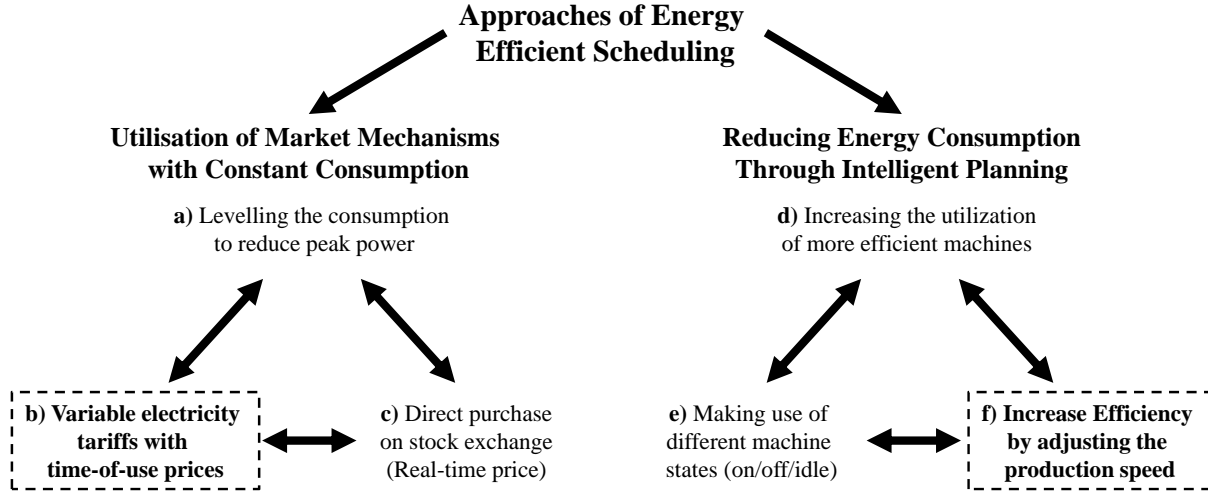 Approaches of Energy
Efficient Scheduling
Utilisation of Market Mechanisms
with Constant Consumption
a) Levelling the consumption
to reduce peak power
b) Variable electricity
tariffs with
time-of-use prices
c) Direct purchase
on stock exchange
(Real-time price)
Reducing Energy Consumption
Through Intelligent Planning
d) Increasing the utilization
of more efficient machines
e) Making use of
different machine
states (on/off/idle)
f) Increase Efficiency
by adjusting the
production speed